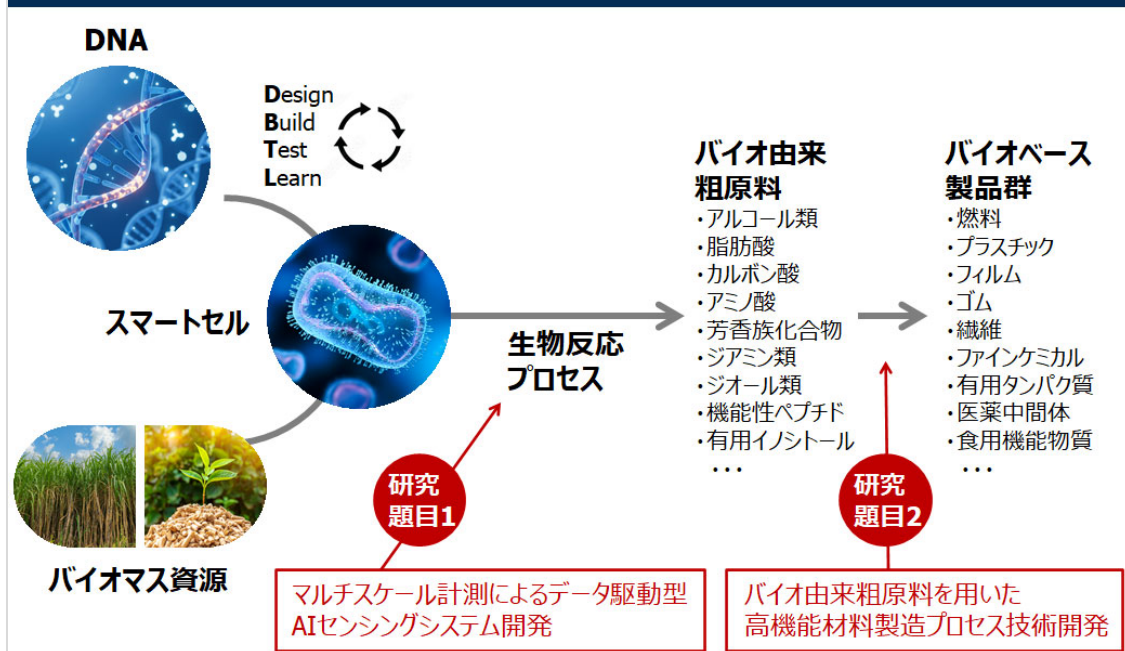 DNA
Design
Build
Test
Learn
スマートセル
バイオマス資源
生物反応
プロセス
バイオ由来
粗原料
・アルコール類
・脂肪酸
・カルボン酸
・アミノ酸
・芳香族化合物
・ジアミン類
・ジオール類
・機能性ペプチド
・有用イノシトール
・・・
バイオベース
製品群
・燃料
・プラスチック
・フィルム
・ゴム
・繊維
・ファインケミカル
・有用タンパク質
・医薬中間体
・食用機能物質
・・・
研究
題目1
マルチスケール計測によるデータ駆動型
AIセンシングシステム開発
研究
題目2
バイオ由来粗原料を用いた
高機能材料製造プロセス技術開発